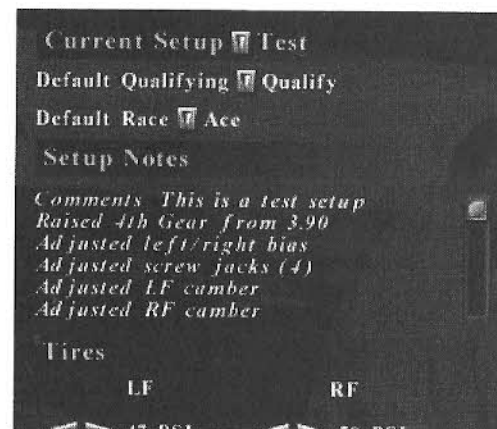 Current Setup Test
Default Qualifying Qualify
Default Race Ace
Setup Notes
Comments This is a test setup
Raised 4th Gear from 3.90
Adjusted left/right bias
Adjusted screw jacks (4)
Adjusted LF camber
Adjusted RF camber
Tires
LF RF